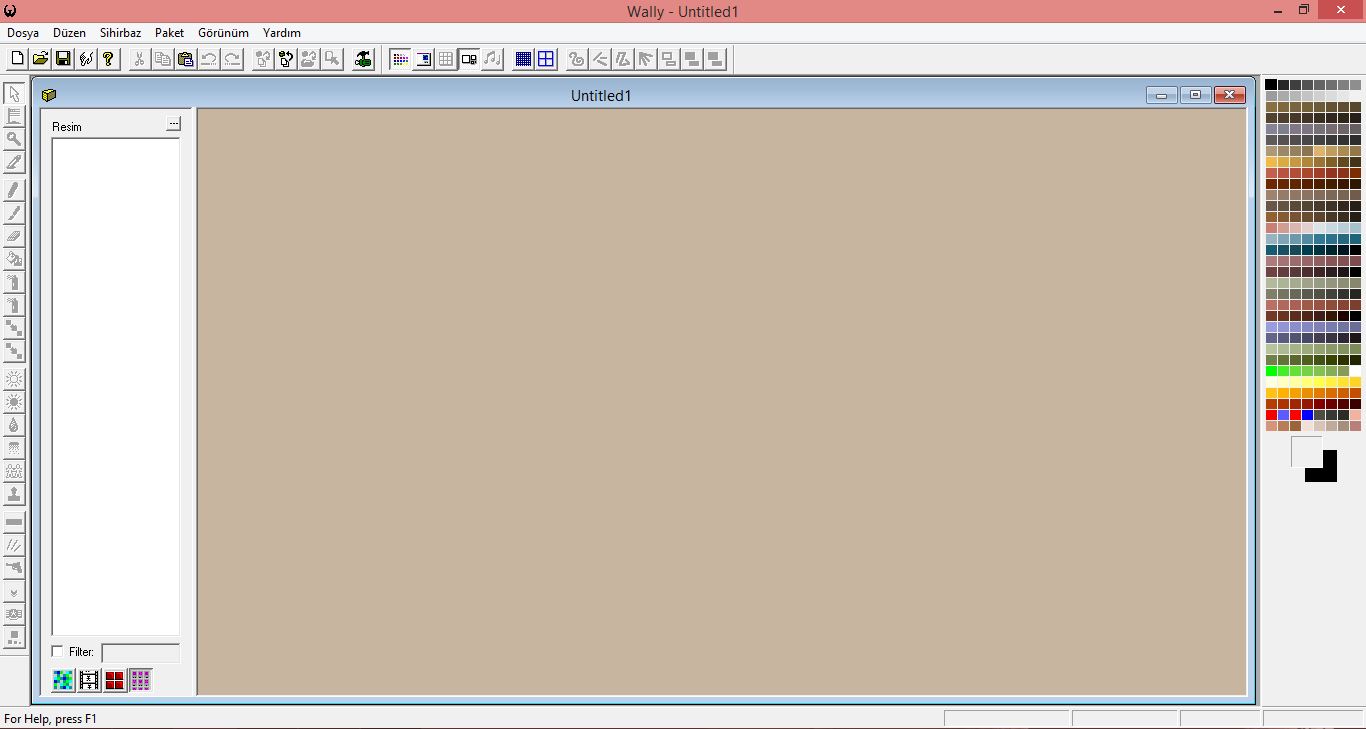 Wally - Untitled1
Dosya Düzen Sihirbaz Paket Görünüm Yardım
Untitled1
Resim
...
Filter:
For Help, press F1